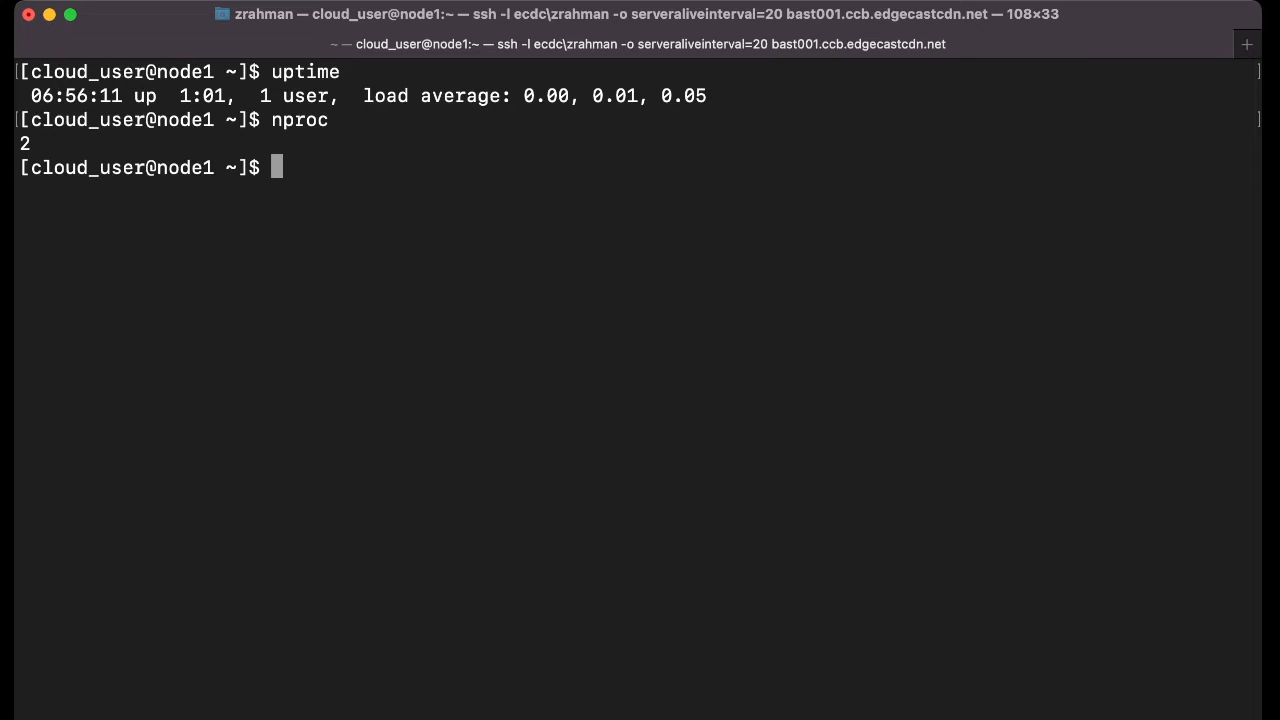 zrahman — cloud_user@node1:~ — ssh -l ecdc\zrahman -o serveraliveinterval=20 bast001.ccb.edgecastcdn.net — 108×33
~ — cloud_user@node1:~ — ssh -l ecdc\zrahman -o serveraliveinterval=20 bast001.ccb.edgecastcdn.net +
[[cloud_user@node1 ~]$ uptime ]
06:56:11 up  1:01,  1 user,  load average: 0.00, 0.01, 0.05
[[cloud_user@node1 ~]$ nproc ]
2
[cloud_user@node1 ~]$